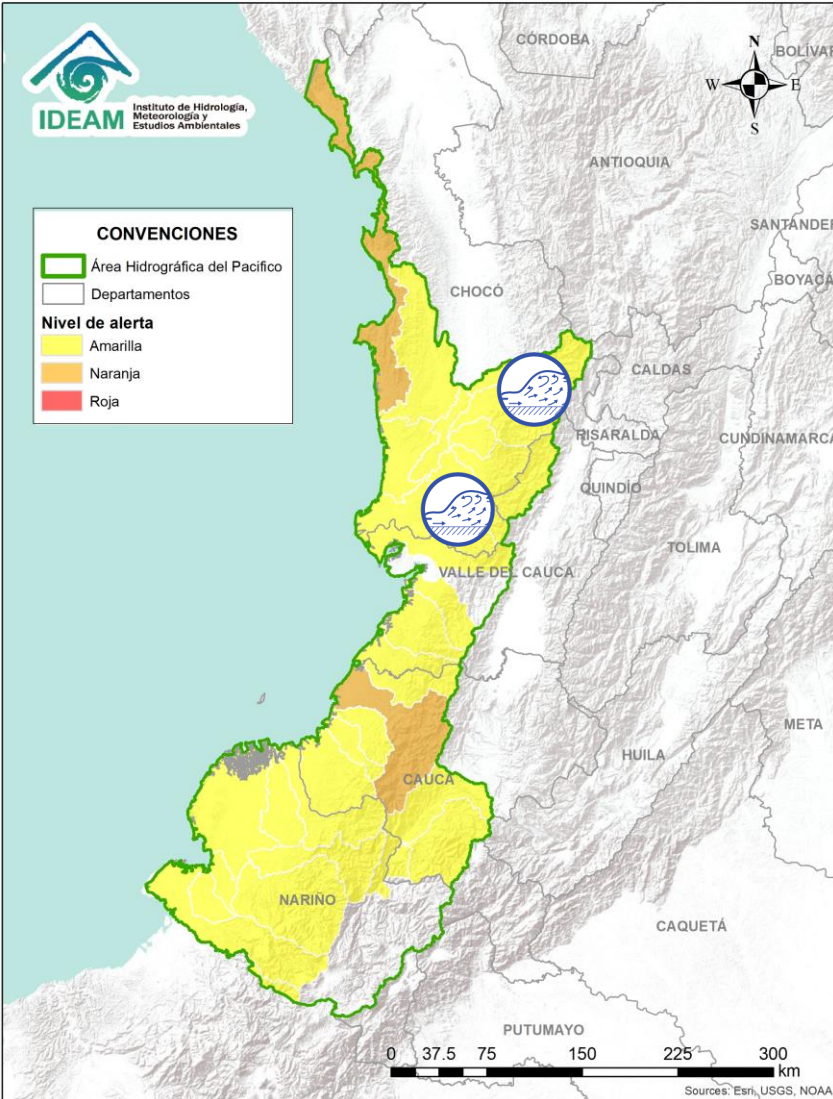 IDEAM
Instituto de Hidrología,
Meteorología y
Estudios Ambientales
CÓRDOBA
BOLÍVAR
N
W
E
S
ANTIOQUIA
SANTANDER
BOYACÁ
CONVENCIONES
Área Hidrográfica del Pacifico
Departamentos
Nivel de alerta
Amarilla
Naranja
Roja
CHOCÓ
CALDAS
RISARALDA
CUNDINAMARCA
QUINDÍO
TOLIMA
VALLE DEL CAUCA
META
HUILA
CAUCA
NARIÑO
CAQUETÁ
PUTUMAYO
0 37.5 75 150 225 300
km
Sources: Esri, USGS, NOAA